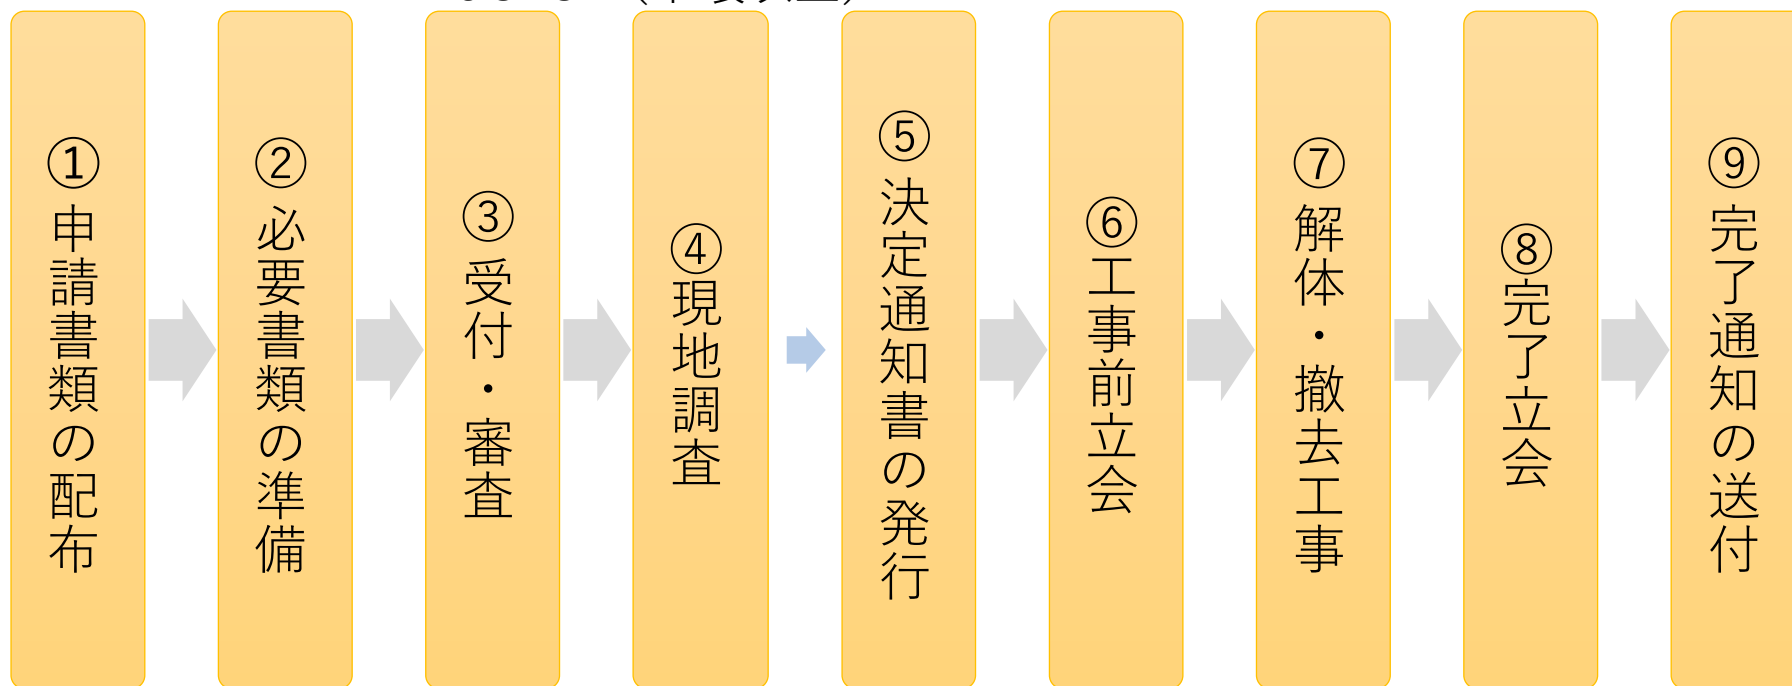 ①申請書類の配布
②必要書類の準備
③受付・審査
④現地調査
⑤決定通知書の発行
⑥工事前立会
⑦解体・撤去工事
⑧完了立会
⑨完了通知の送付